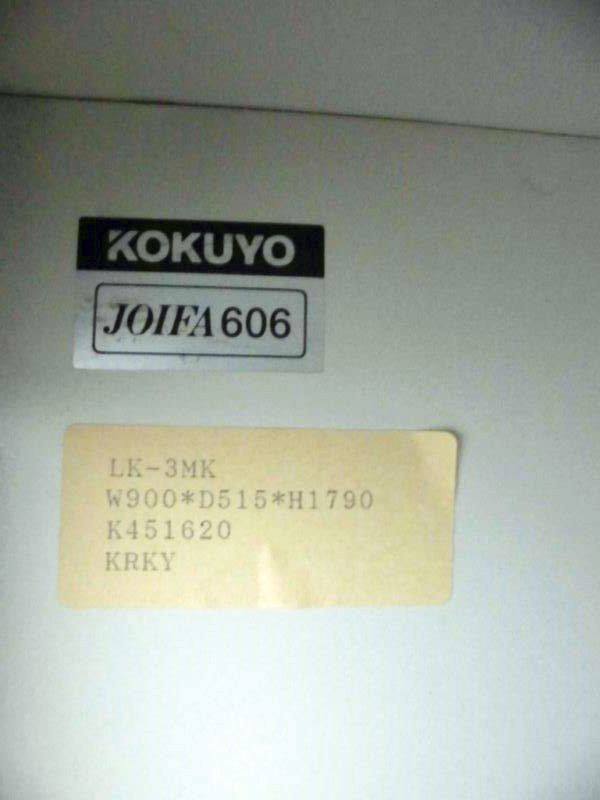 KOKUYO
JOIFA 606
LK-3MK
W900*D515*H1790
K451620
KRKY